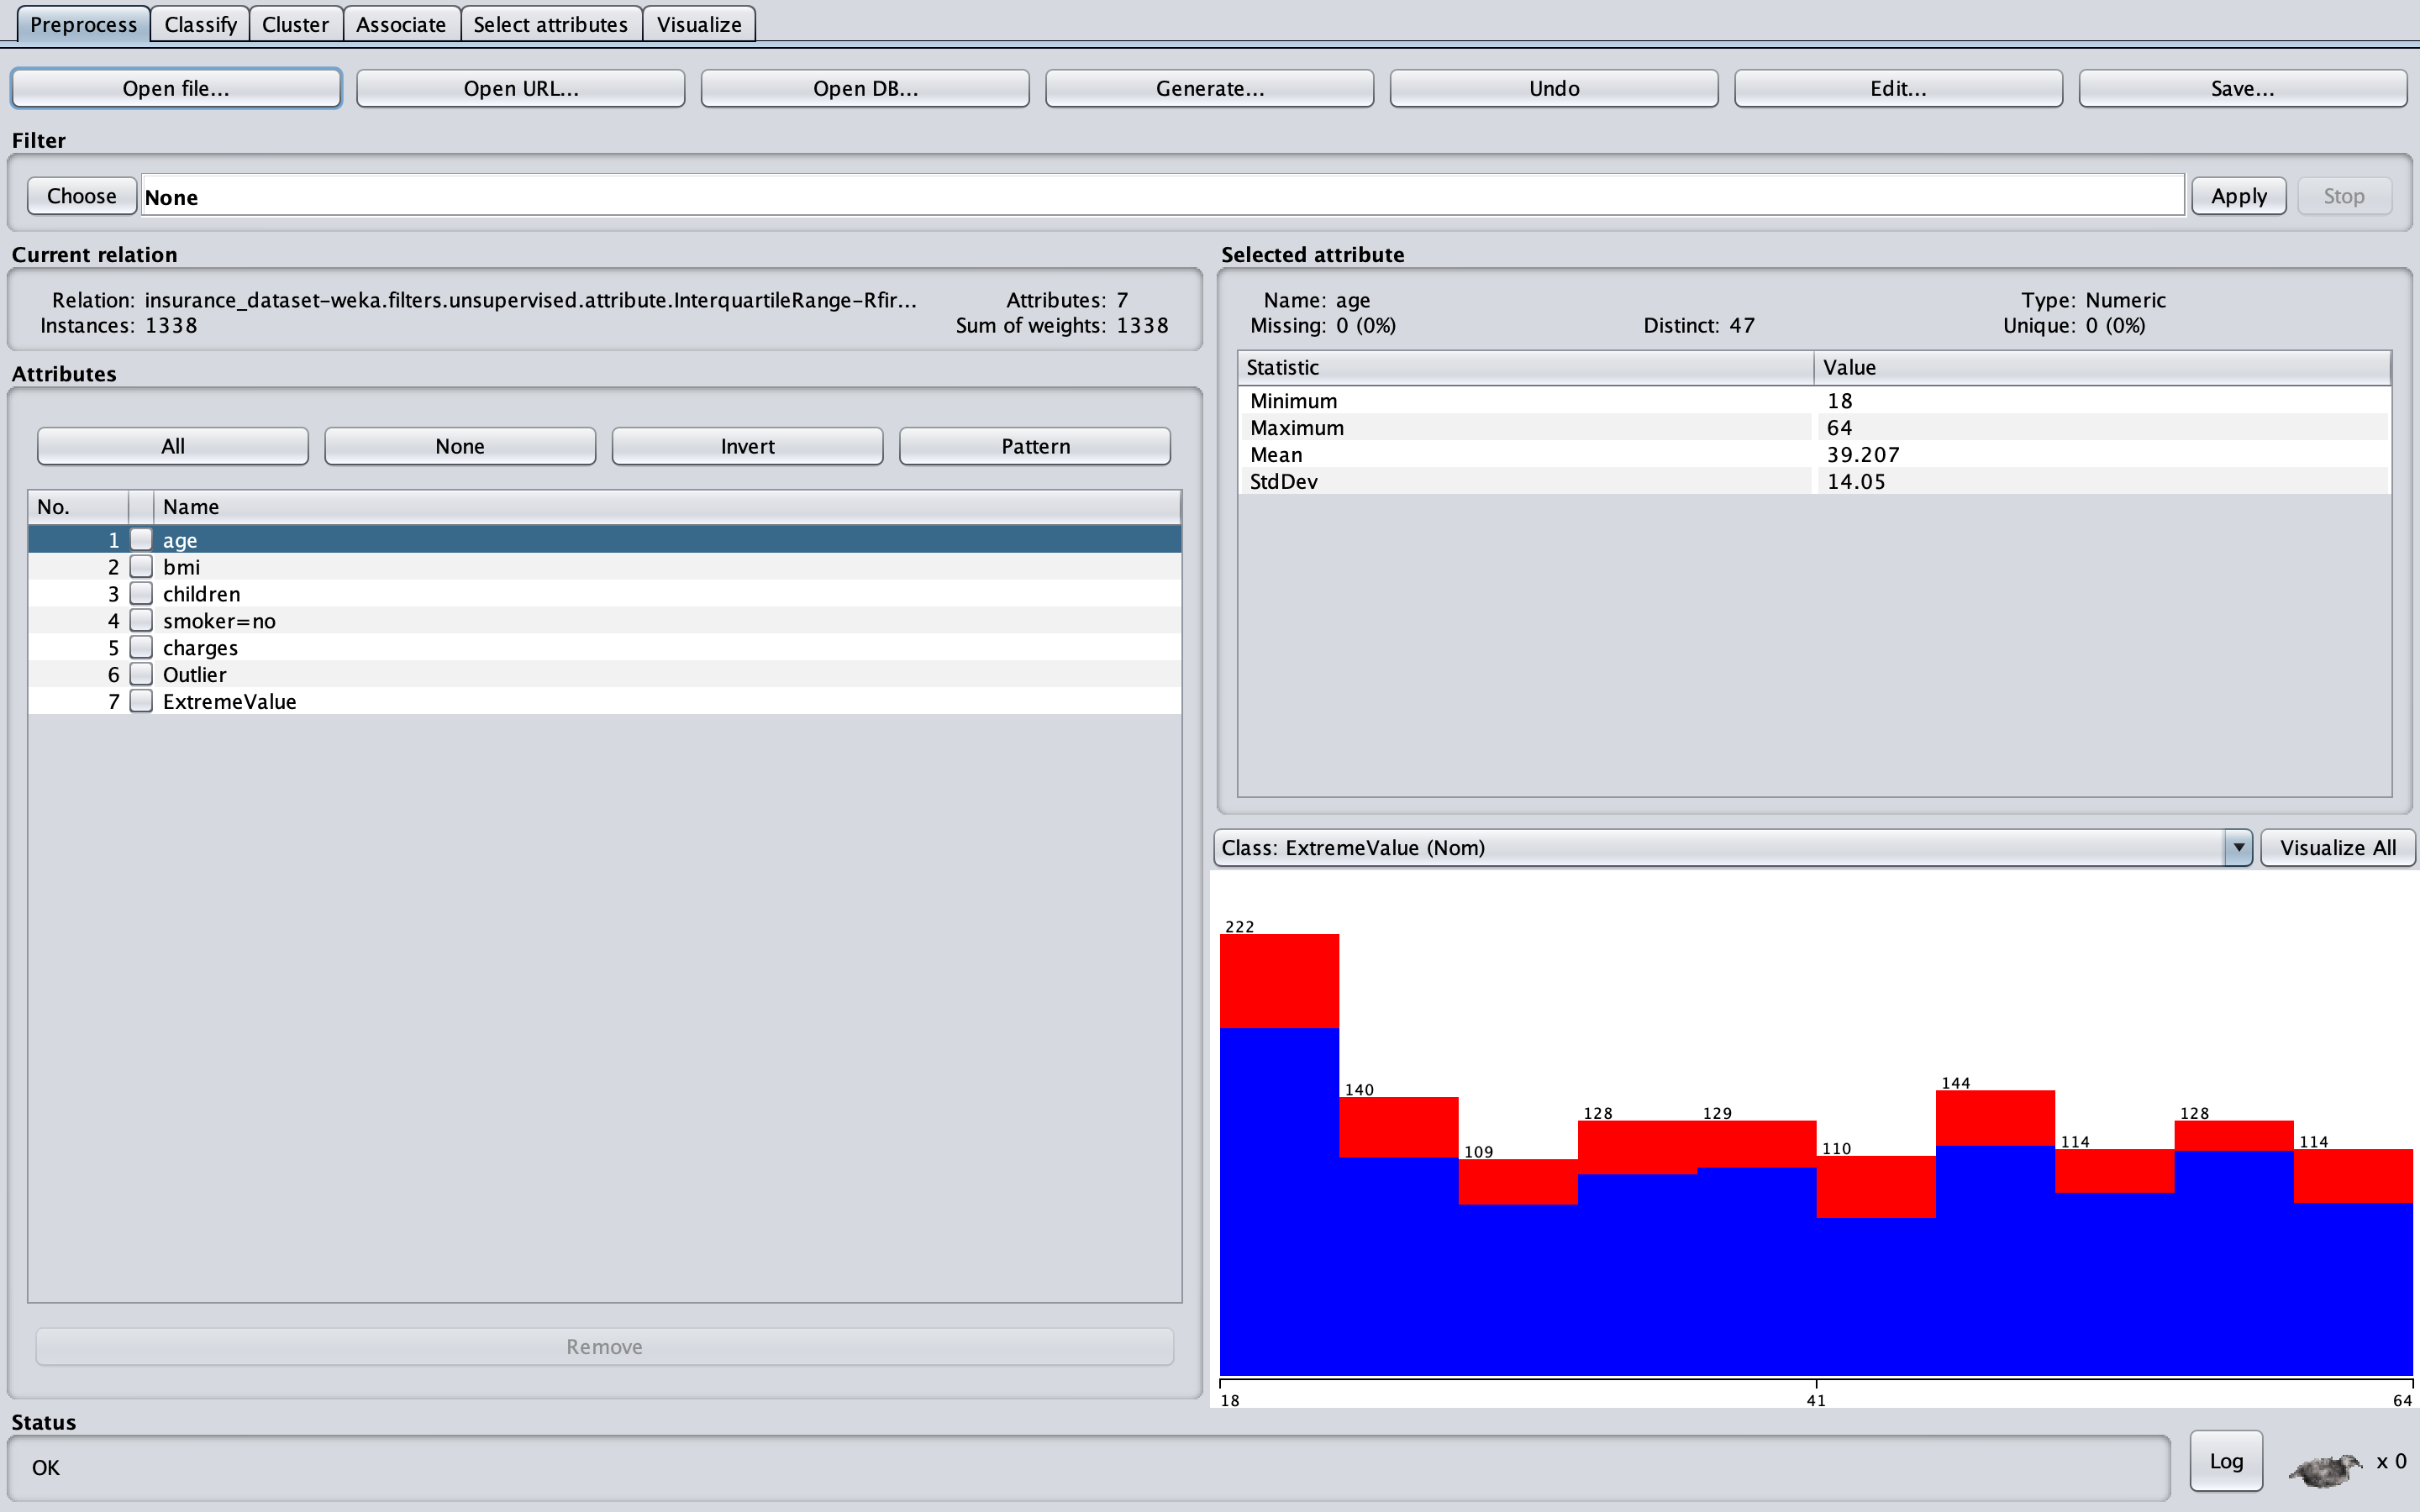 Preprocess Classify Cluster Associate Select attributes Visualize
Open file... Open URL... Open DB... Generate... Undo Edit... Save...
Filter
Choose None Apply Stop
Current relation
Relation: insurance_dataset-weka.filters.unsupervised.attribute.InterquartileRange-Rfir... Attributes: 7
Instances: 1338 Sum of weights: 1338
Attributes
All None Invert Pattern
No. Name
1 age
2 bmi
3 children
4 smoker=no
5 charges
6 Outlier
7 ExtremeValue
Remove
Selected attribute
Name: age Type: Numeric
Missing: 0 (0%) Distinct: 47 Unique: 0 (0%)
Statistic Value
Minimum 18
Maximum 64
Mean 39.207
StdDev 14.05
Class: ExtremeValue (Nom) Visualize All
222
140
109
128
129
110
144
114
128
114
18 41 64
Status
OK
Log x 0